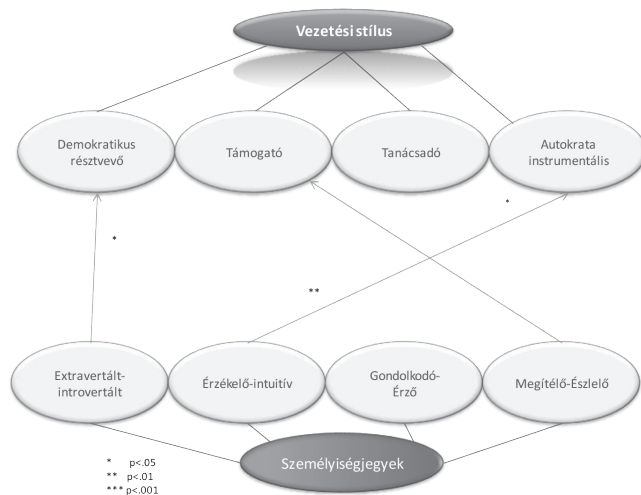 Vezetési stílus
Demokratikus
résztvevő
Támogató
Tanácsadó
Autokrata
instrumentális
*
*
**
Extravertált-
introvertált
Érzékelő-intuitív
Gondolkodó-
Érző
Megítélő-Észlelő
Személyiségjegyek
* p<.05
** p<.01
*** p<.001